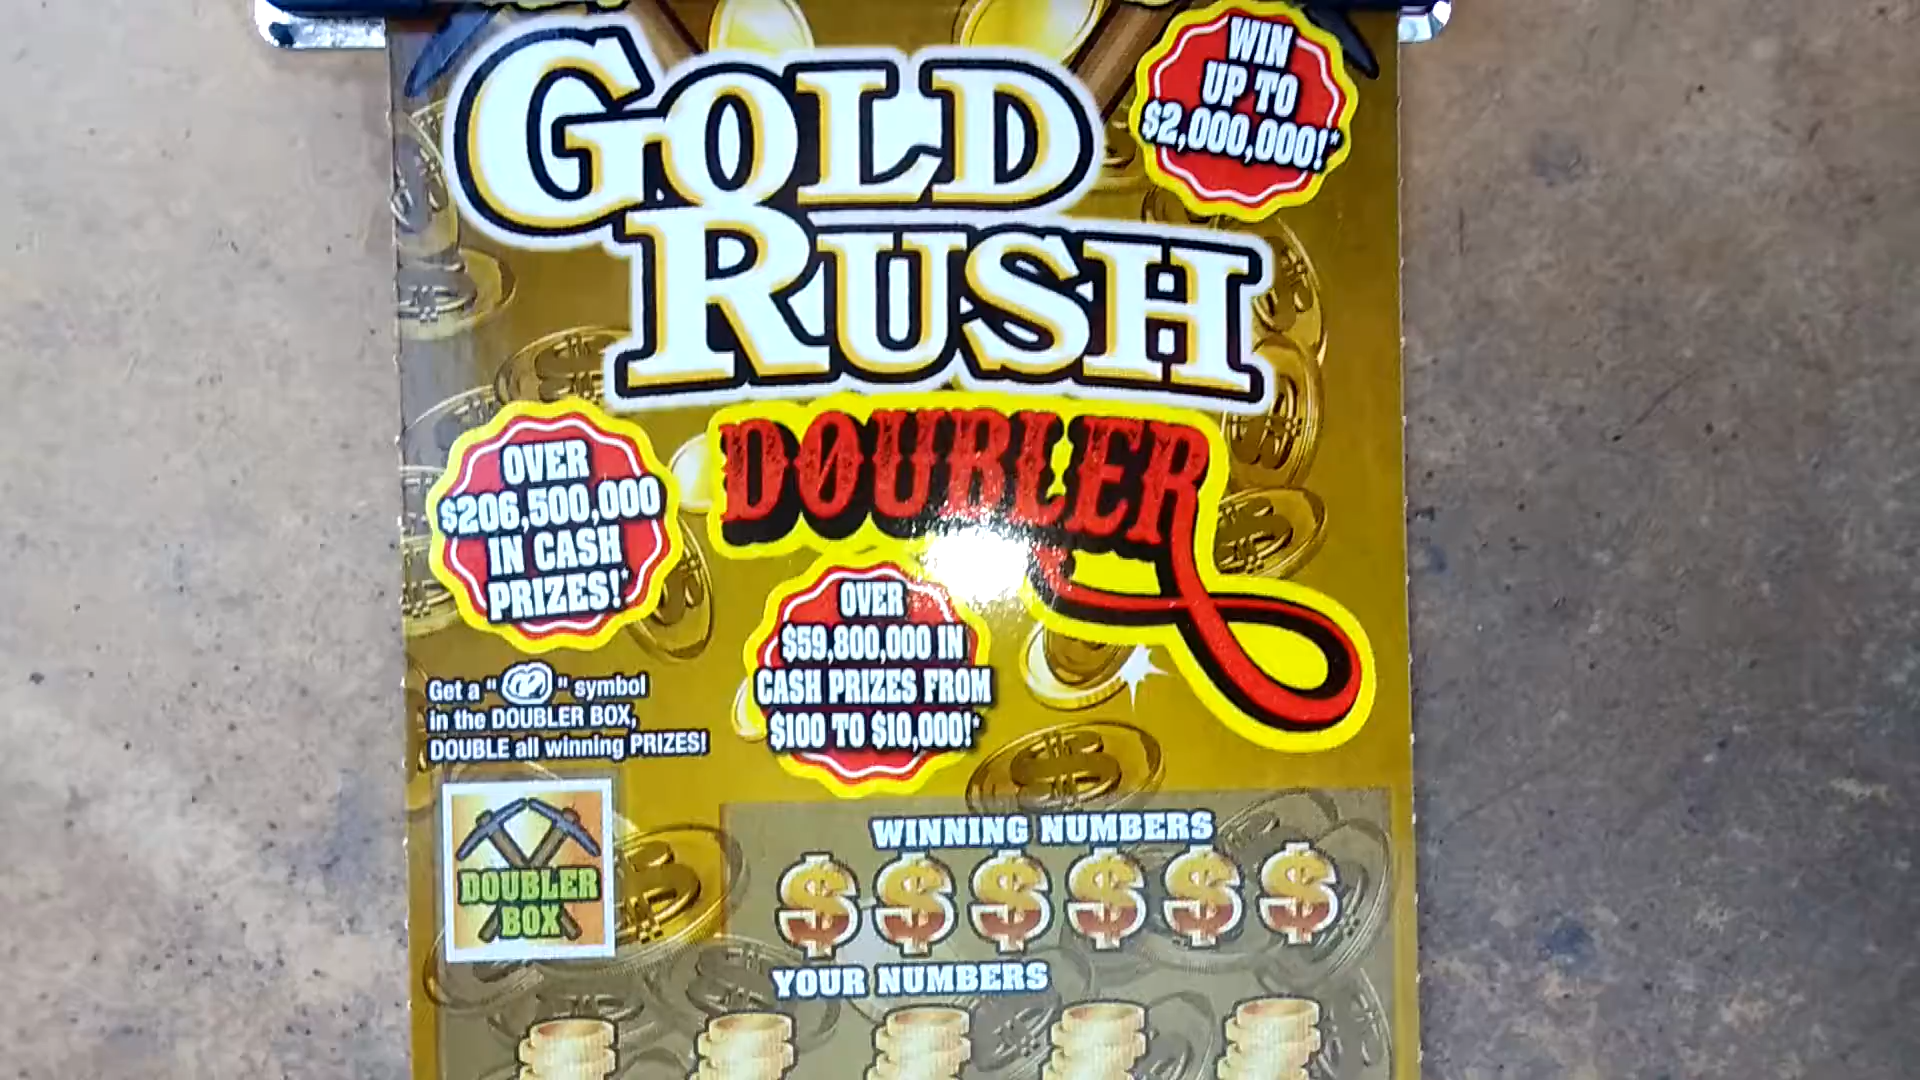 GOLD
RUSH
DOUBLER
WIN
UP TO
$2,000,000!*
OVER
$206,500,000
IN CASH
PRIZES!*
OVER
$59,800,000 IN
CASH PRIZES FROM
$100 TO $10,000!*
Get a " " symbol
in the DOUBLER BOX,
DOUBLE all winning PRIZES!
DOUBLER
BOX
WINNING NUMBERS
$ $ $ $ $ $
YOUR NUMBERS